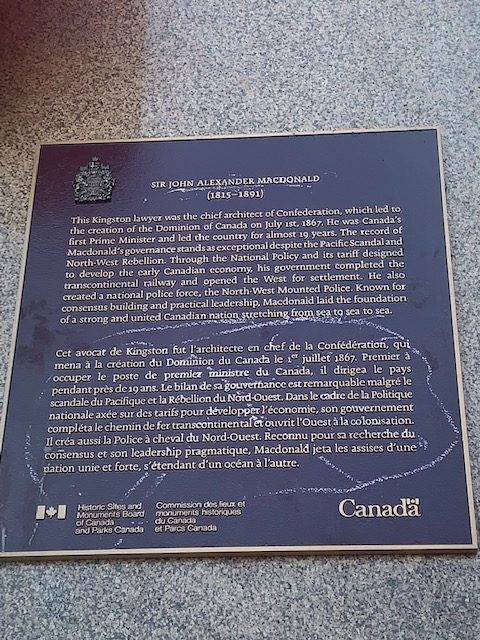 SIR JOHN ALEXANDER MACDONALD
(1815–1891)
This Kingston lawyer was the chief architect of Confederation, which led to
the creation of the Dominion of Canada on July 1st, 1867. He was Canada's
first Prime Minister and led the country for almost 19 years. The record of
Macdonald's governance stands as exceptional despite the Pacific Scandal and
North-West Rebellion. Through the National Policy and its tariff designed
to develop the early Canadian economy, his government completed the
transcontinental railway and opened the West for settlement. He also
created a national police force, the North-West Mounted Police. Known for
consensus building and practical leadership, Macdonald laid the foundation
of a strong and united Canadian nation stretching from sea to sea to sea.
Cet avocat de Kingston fut l'architecte en chef de la Confédération, qui
mena à la création du Dominion du Canada le 1er juillet 1867. Premier à
occuper le poste de premier ministre du Canada, il dirigea le pays
pendant près de 19 ans. Le bilan de sa gouvernance est remarquable malgré le
scandale du Pacifique et la Rébellion du Nord-Ouest. Dans le cadre de la Politique
nationale axée sur des tarifs pour développer l'économie, son gouvernement
compléta le chemin de fer transcontinental et ouvrit l'Ouest à la colonisation.
Il créa aussi la Police à cheval du Nord-Ouest. Reconnu pour sa recherche du
consensus et son leadership pragmatique, Macdonald jeta les assises d'une
nation unie et forte, s'étendant d'un océan à l'autre.
Historic Sites and
Monuments Board
of Canada
and Parks Canada
Commission des lieux et
monuments historiques
du Canada
et Parcs Canada
Canada